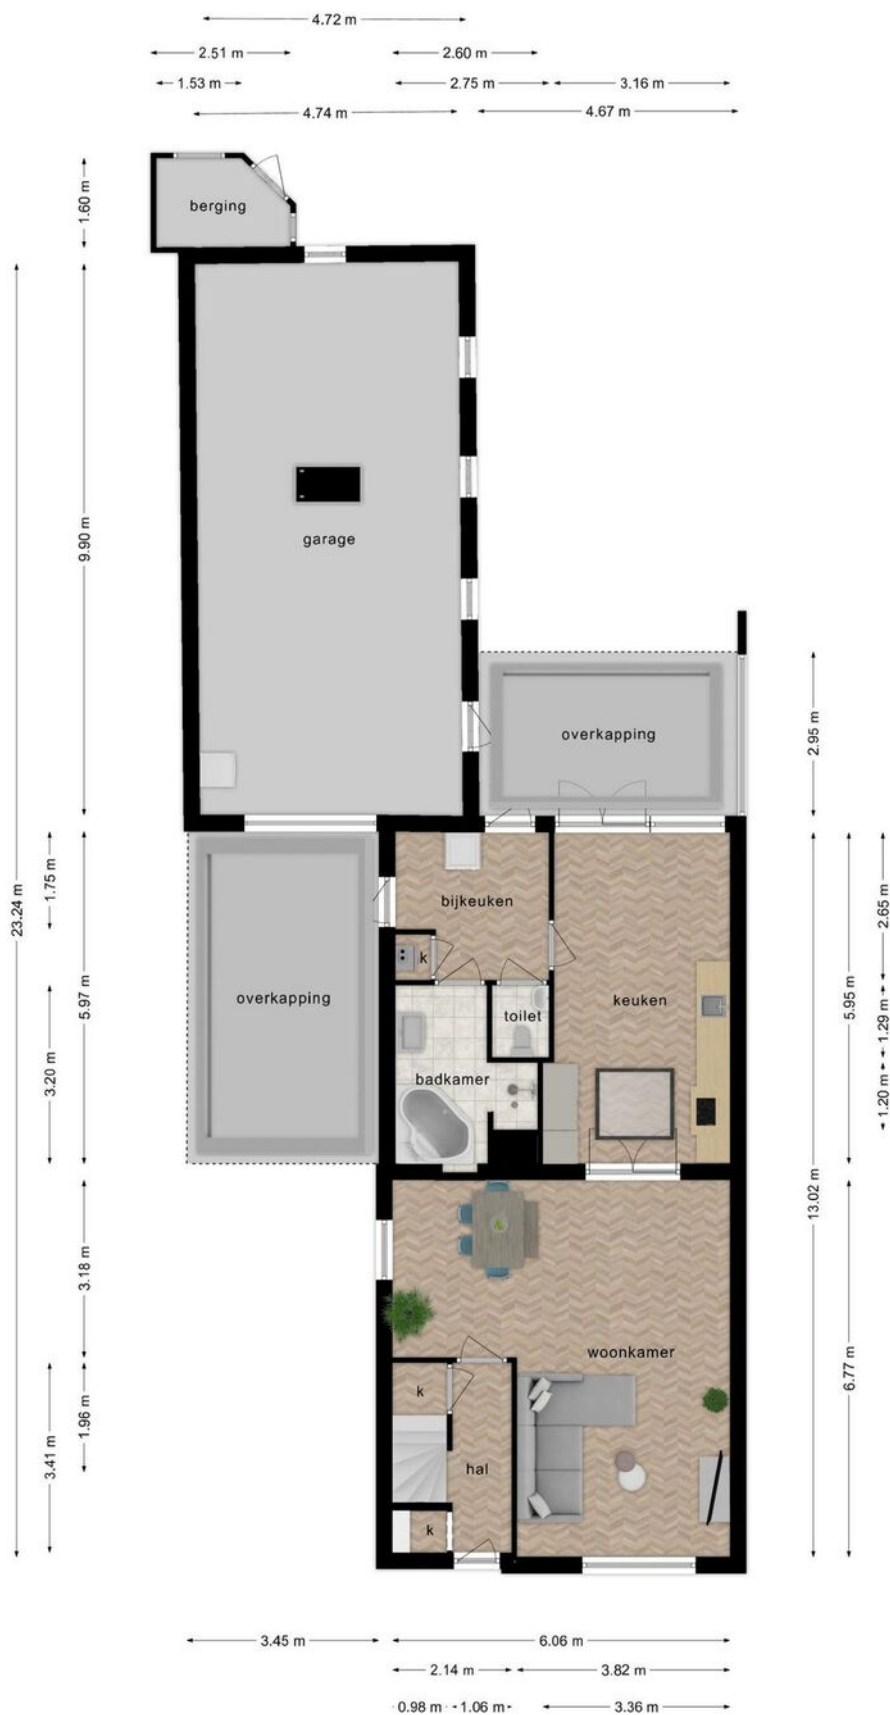 4.72 m
2.51 m
2.60 m
1.53 m
2.75 m
3.16 m
4.74 m
4.67 m
1.60 m
berging
9.90 m
garage
23.24 m
overkapping
2.95 m
1.75 m
bijkeuken
2.65 m
k
5.97 m
overkapping
keuken
toilet
5.95 m
1.29 m
3.20 m
badkamer
1.20 m
13.02 m
3.18 m
woonkamer
6.77 m
k
1.96 m
3.41 m
hal
k
3.45 m
6.06 m
2.14 m
3.82 m
0.98 m
1.06 m
3.36 m